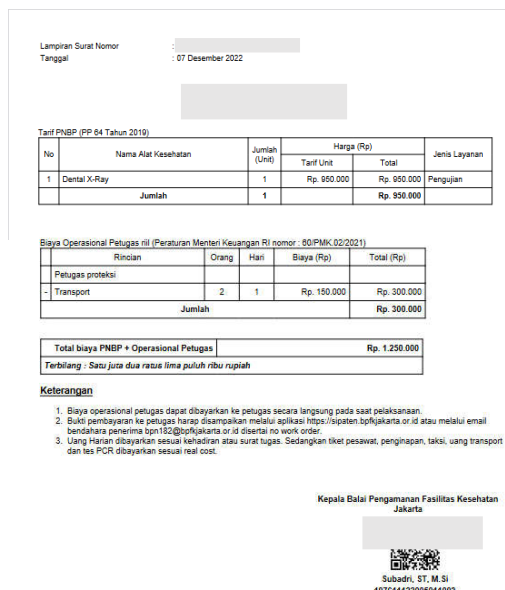 Lampiran Surat Nomor :
Tanggal : 07 Desember 2022
Tarif PNBP (PP 64 Tahun 2019)
No Nama Alat Kesehatan Jumlah (Unit) Harga (Rp) Jenis Layanan
Tarif Unit Total
1 Dental X-Ray 1 Rp. 950.000 Rp. 950.000 Pengujian
Jumlah 1 Rp. 950.000
Biaya Operasional Petugas riil (Peraturan Menteri Keuangan RI nomor : 60/PMK.02/2021)
Rincian Orang Hari Biaya (Rp) Total (Rp)
Petugas proteksi
- Transport 2 1 Rp. 150.000 Rp. 300.000
Jumlah Rp. 300.000
Total biaya PNBP + Operasional Petugas Rp. 1.250.000
Terbilang : Satu juta dua ratus lima puluh ribu rupiah
Keterangan
1. Biaya operasional petugas dapat dibayarkan ke petugas secara langsung pada saat pelaksanaan.
2. Bukti pembayaran ke petugas harap disampaikan melalui aplikasi https://sipaten.bpfkjakarta.or.id atau melalui email
bendahara penerima bpn182@bpfkjakarta.or.id disertai no work order.
3. Uang Harian dibayarkan sesuai kehadiran atau surat tugas. Sedangkan tiket pesawat, penginapan, taksi, uang transport
dan tes PCR dibayarkan sesuai real cost.
Kepala Balai Pengamanan Fasilitas Kesehatan
Jakarta
Subadri, ST, M.Si